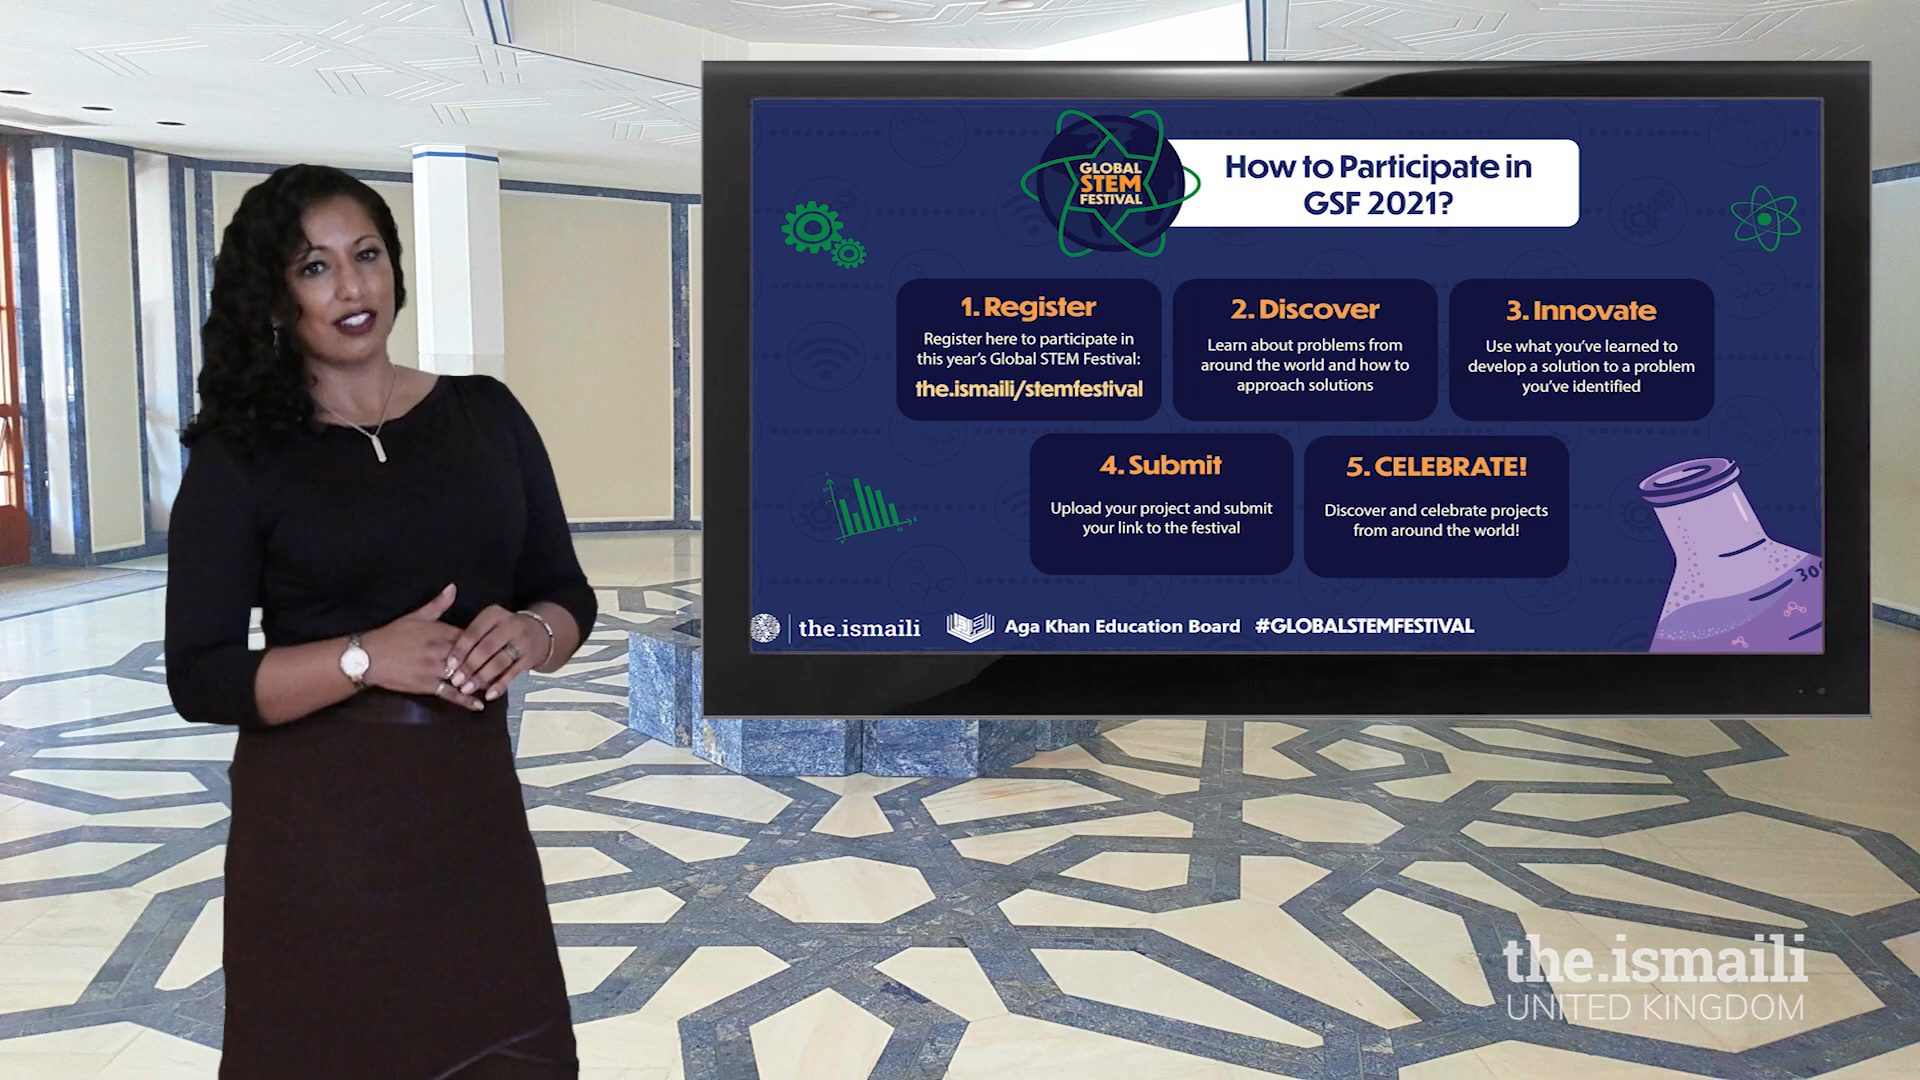 GLOBAL
STEM
FESTIVAL
How to Participate in
GSF 2021?
1. Register
Register here to participate in
this year's Global STEM Festival:
the.ismaili/stemfestival
2. Discover
Learn about problems from
around the world and how to
approach solutions
3. Innovate
Use what you've learned to
develop a solution to a problem
you've identified
4. Submit
Upload your project and submit
your link to the festival
5. CELEBRATE!
Discover and celebrate projects
from around the world!
300
the.ismaili
Aga Khan Education Board #GLOBALSTEMFESTIVAL
the.ismaili
UNITED KINGDOM